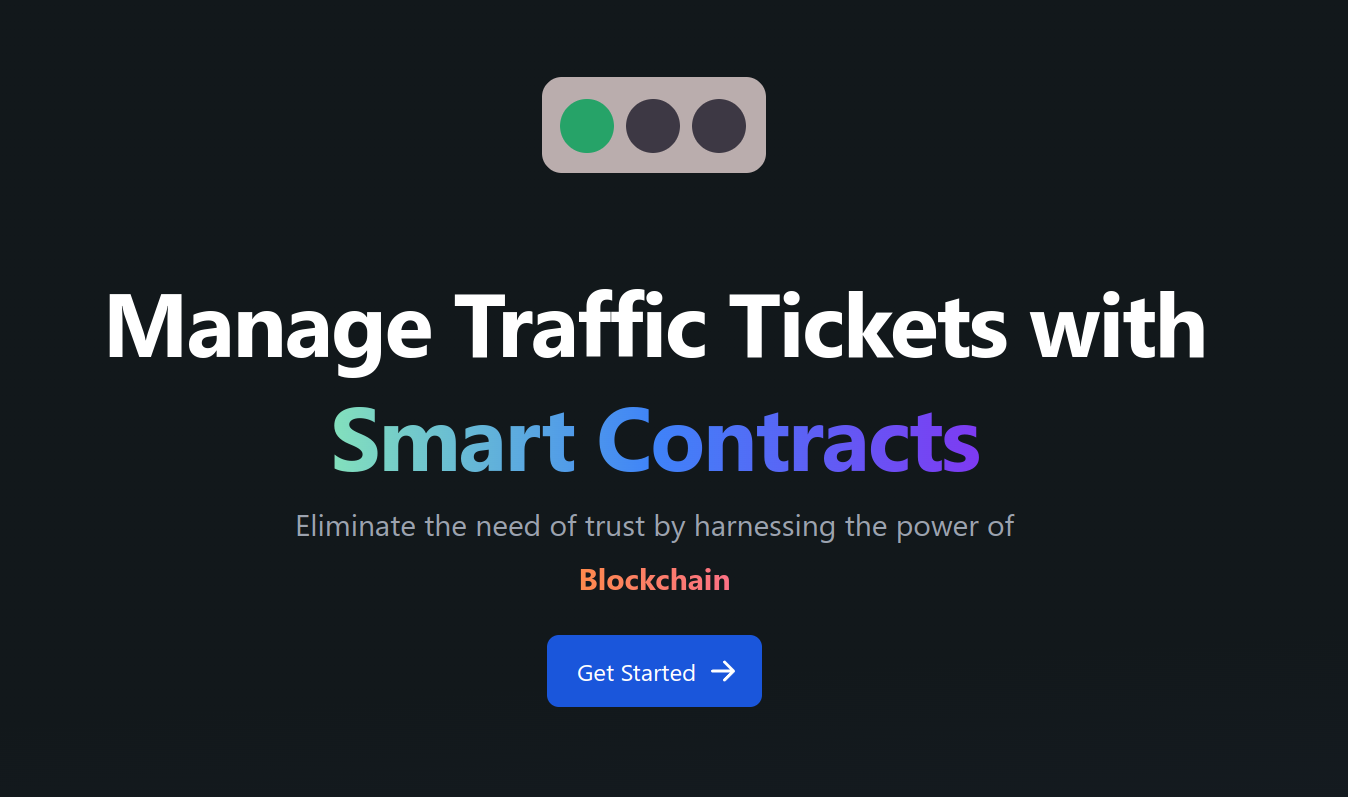 Manage Traffic Tickets with
Smart Contracts
Eliminate the need of trust by harnessing the power of
Blockchain
Get Started